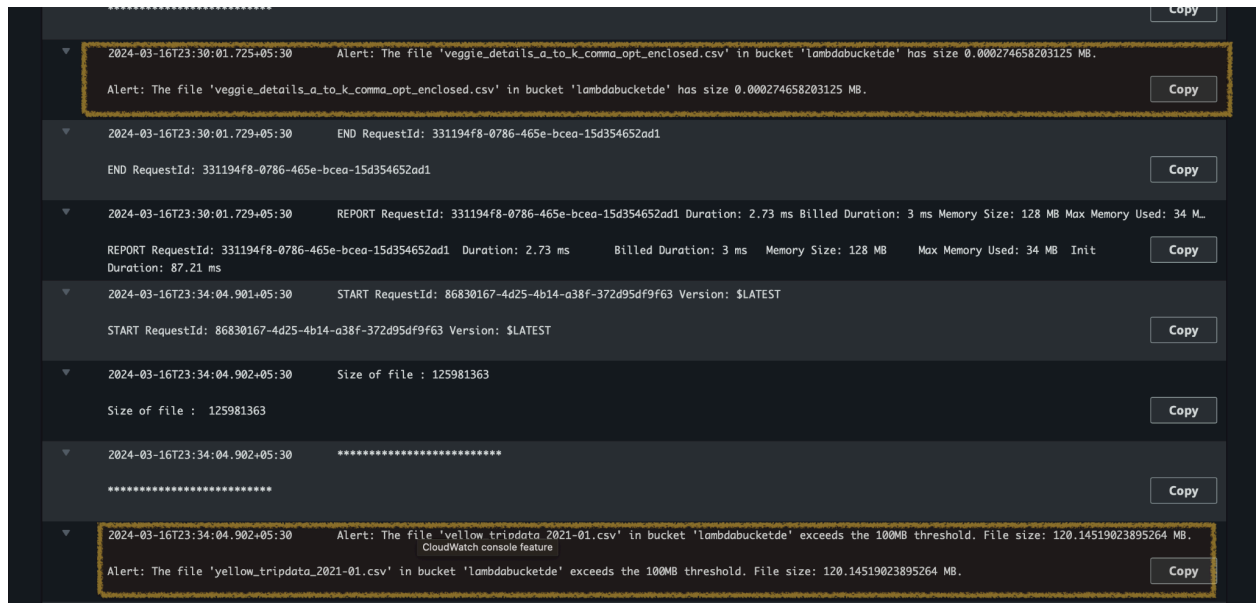 **************************
Copy
2024-03-16T23:30:01.725+05:30 Alert: The file 'veggie_details_a_to_k_comma_opt_enclosed.csv' in bucket 'lambdabucketde' has size 0.000274658203125 MB.
Alert: The file 'veggie_details_a_to_k_comma_opt_enclosed.csv' in bucket 'lambdabucketde' has size 0.000274658203125 MB.
Copy
2024-03-16T23:30:01.729+05:30 END RequestId: 331194f8-0786-465e-bcea-15d354652ad1
END RequestId: 331194f8-0786-465e-bcea-15d354652ad1
Copy
2024-03-16T23:30:01.729+05:30 REPORT RequestId: 331194f8-0786-465e-bcea-15d354652ad1 Duration: 2.73 ms Billed Duration: 3 ms Memory Size: 128 MB Max Memory Used: 34 M…
REPORT RequestId: 331194f8-0786-465e-bcea-15d354652ad1 Duration: 2.73 ms Billed Duration: 3 ms Memory Size: 128 MB Max Memory Used: 34 MB Init
Duration: 87.21 ms
Copy
2024-03-16T23:34:04.901+05:30 START RequestId: 86830167-4d25-4b14-a38f-372d95df9f63 Version: $LATEST
START RequestId: 86830167-4d25-4b14-a38f-372d95df9f63 Version: $LATEST
Copy
2024-03-16T23:34:04.902+05:30 Size of file : 125981363
Size of file : 125981363
Copy
2024-03-16T23:34:04.902+05:30 **************************
**************************
Copy
2024-03-16T23:34:04.902+05:30 Alert: The file 'yellow_tripdata_2021-01.csv' in bucket 'lambdabucketde' exceeds the 100MB threshold. File size: 120.14519023895264 MB.
CloudWatch console feature
Alert: The file 'yellow_tripdata_2021-01.csv' in bucket 'lambdabucketde' exceeds the 100MB threshold. File size: 120.14519023895264 MB.
Copy